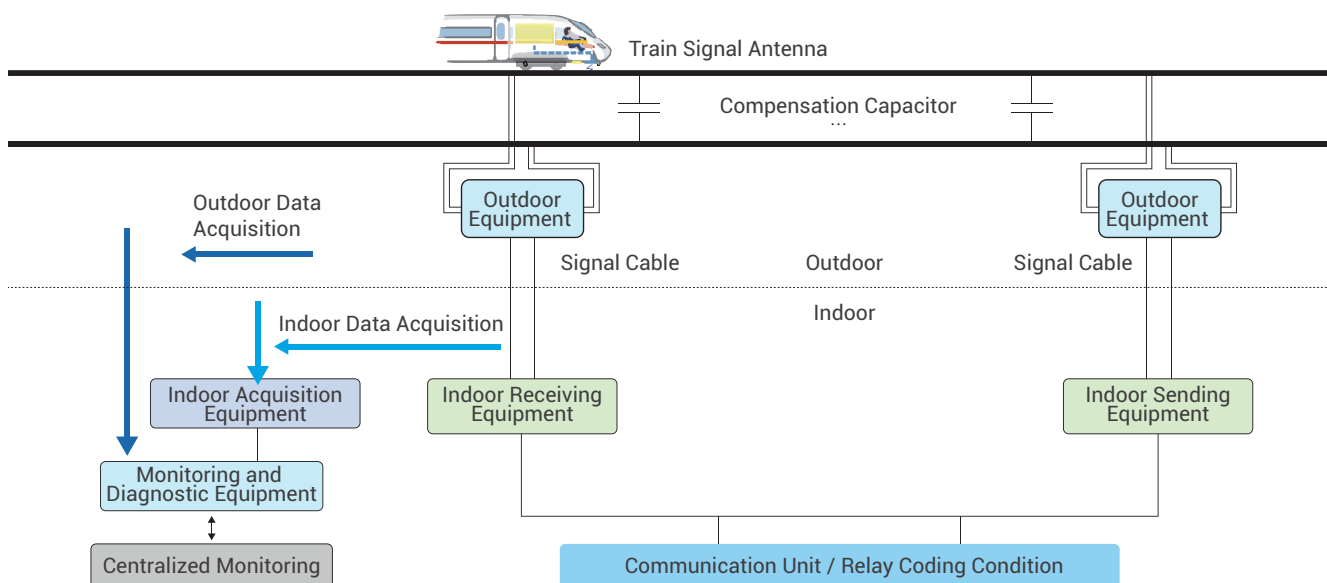 Train Signal Antenna
Compensation Capacitor
...
Outdoor
Equipment
Outdoor
Equipment
Outdoor Data
Acquisition
Signal Cable
Outdoor
Signal Cable
Indoor
Indoor Data Acquisition
Indoor Acquisition
Equipment
Indoor Receiving
Equipment
Indoor Sending
Equipment
Monitoring and
Diagnostic Equipment
Centralized Monitoring
Communication Unit / Relay Coding Condition